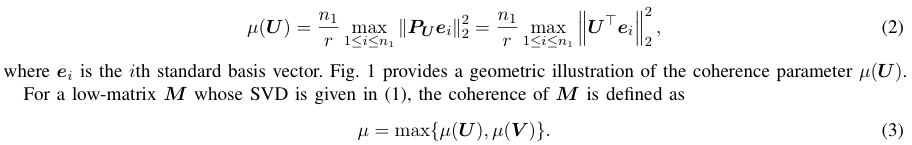 μ(U) = n₁/r max_{1≤i≤n₁} ‖P_U e_i‖₂² = n₁/r max_{1≤i≤n₁} ‖U^⊤ e_i‖₂², (2)
where e_i is the ith standard basis vector. Fig. 1 provides a geometric illustration of the coherence parameter μ(U).
For a low-matrix M whose SVD is given in (1), the coherence of M is defined as
μ = max{μ(U), μ(V)}. (3)